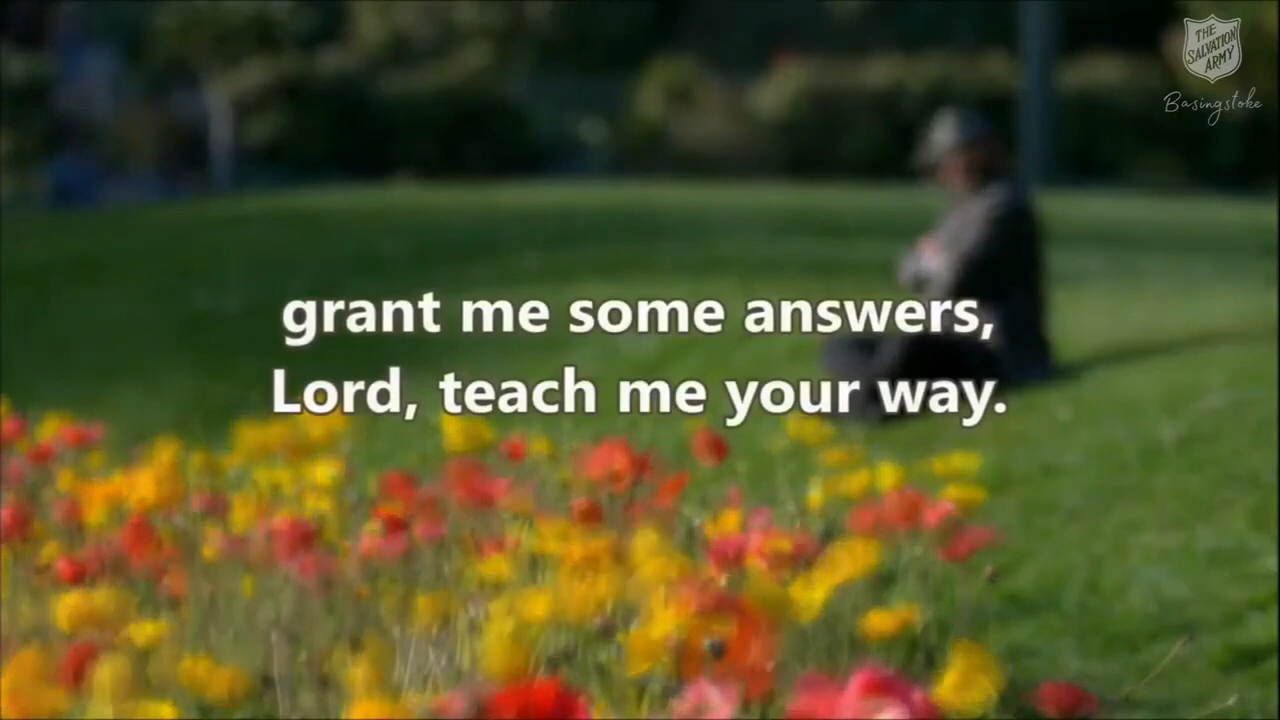 THE
SALVATION
ARMY
Basingstoke
grant me some answers,
Lord, teach me your way.